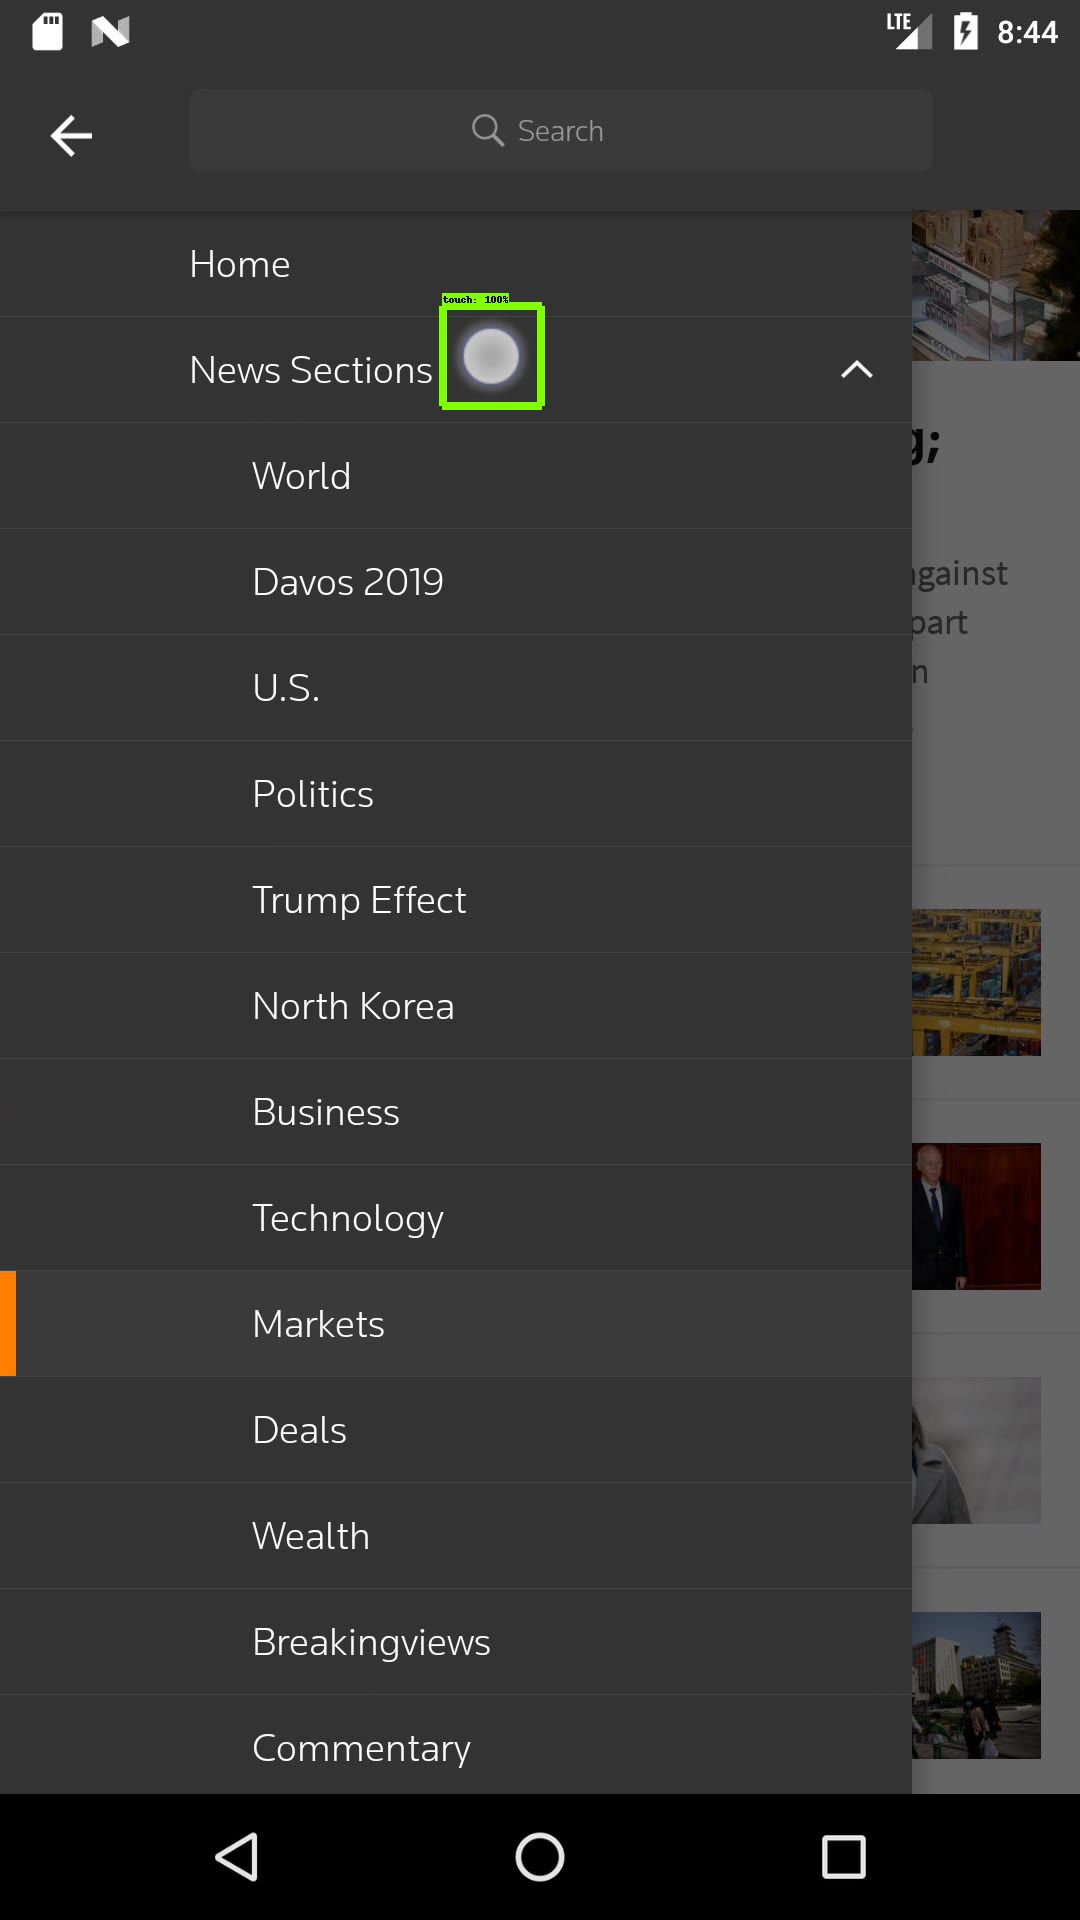 LTE 8:44
Search
Home
touch: 100%
News Sections
World
g;
Davos 2019
against
part
n
U.S.
Politics
Trump Effect
North Korea
Business
Technology
Markets
Deals
Wealth
Breakingviews
Commentary